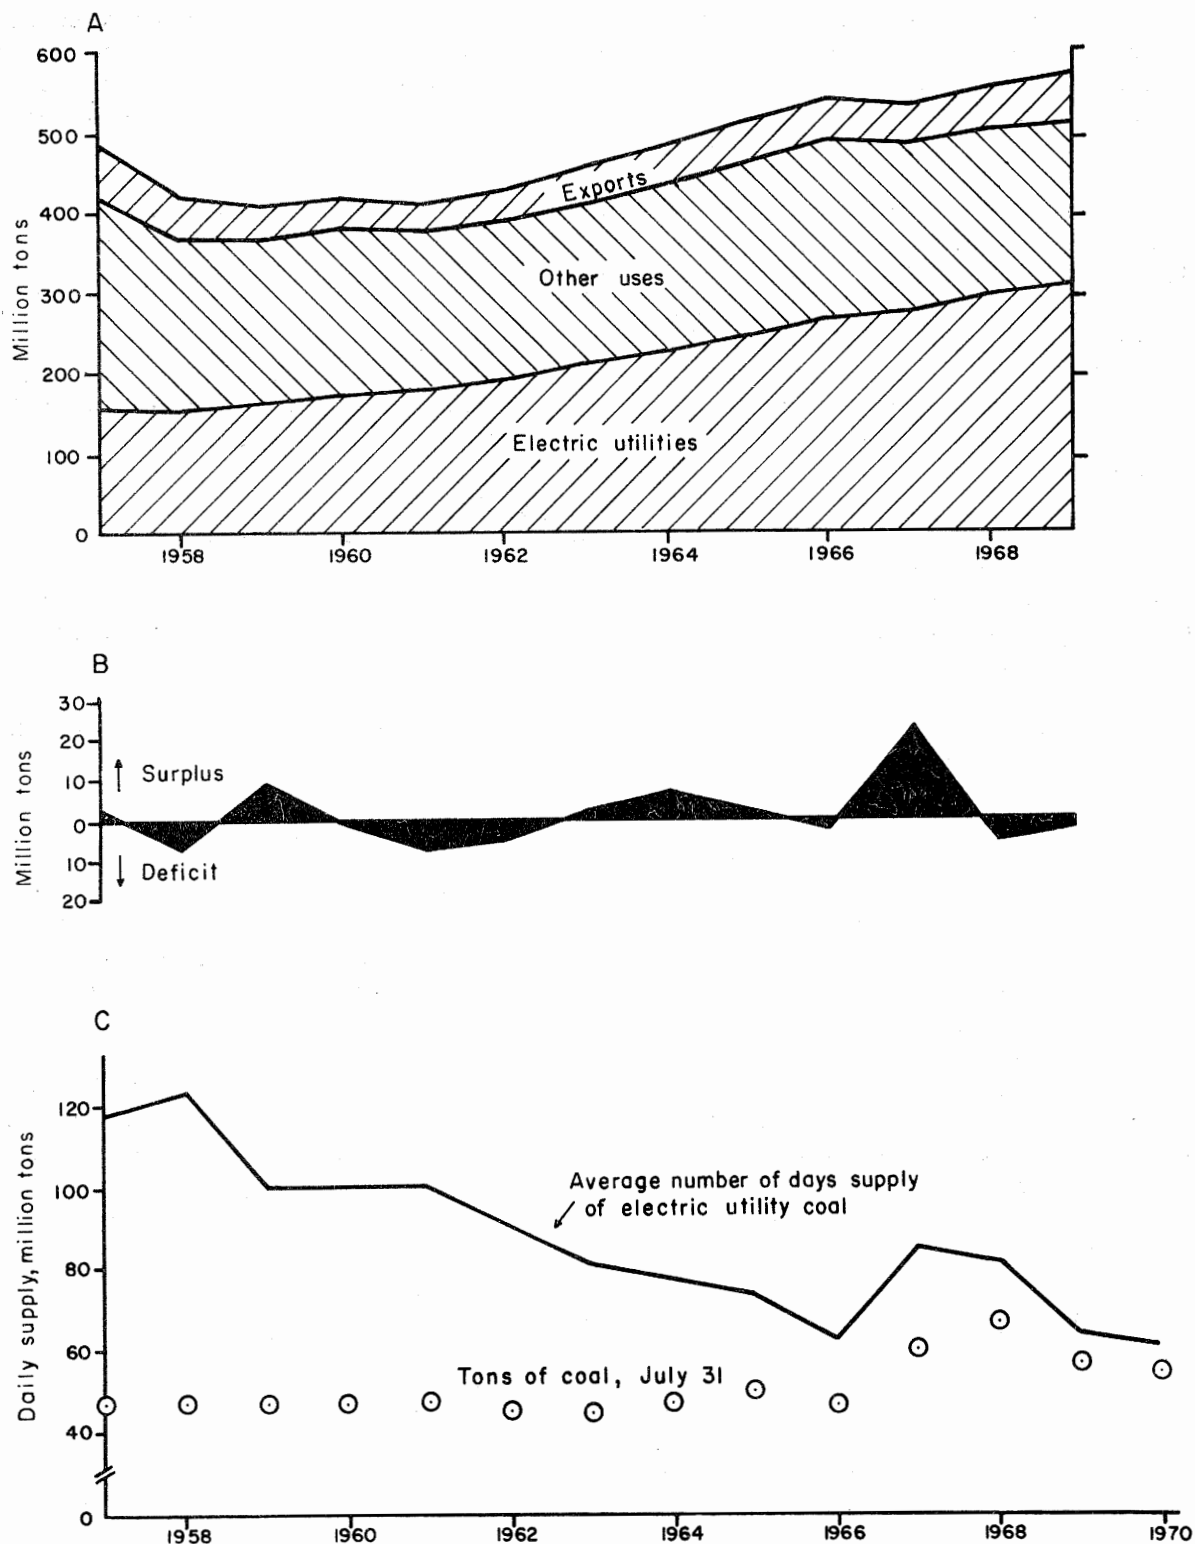 A
600
500
400
300
200
100
0
Million tons
Exports
Other uses
Electric utilities
1958 1960 1962 1964 1966 1968
B
30
20
10
0
10
20
Million tons
Surplus
Deficit
C
120
100
80
60
40
0
Daily supply, million tons
Average number of days supply
of electric utility coal
Tons of coal, July 31
1958 1960 1962 1964 1966 1968 1970